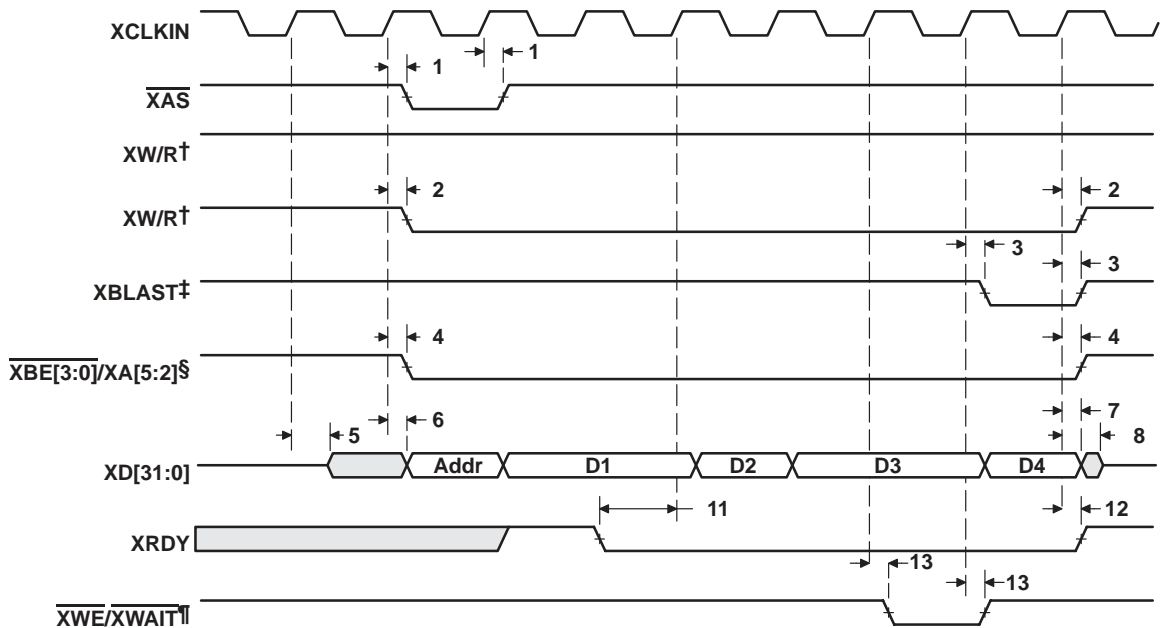 XCLKIN
1
1
XAS
XW/R†
2
2
XW/R†
3
3
XBLAST‡
4
4
XBE[3:0]/XA[5:2]§
6
7
5
8
XD[31:0]
Addr
D1
D2
D3
D4
11
12
XRDY
13
13
XWE/XWAIT¶